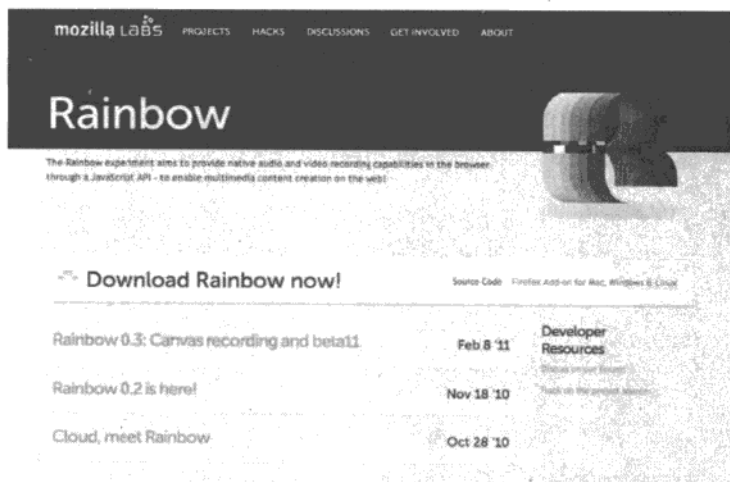 mozilla LABS PROJECTS HACKS DISCUSSIONS GET INVOLVED ABOUT
Rainbow
The Rainbow experiment aims to provide native audio and video recording capabilities in the browser
through a JavaScript API - to enable multimedia content creation on the web!
Download Rainbow now!
Source Code Firefox Add-on for Mac, Windows & Linux
Rainbow 0.3: Canvas recording and beta11
Feb 8 '11
Rainbow 0.2 is here!
Nov 18 '10
Cloud, meet Rainbow
Oct 28 '10
Developer
Resources